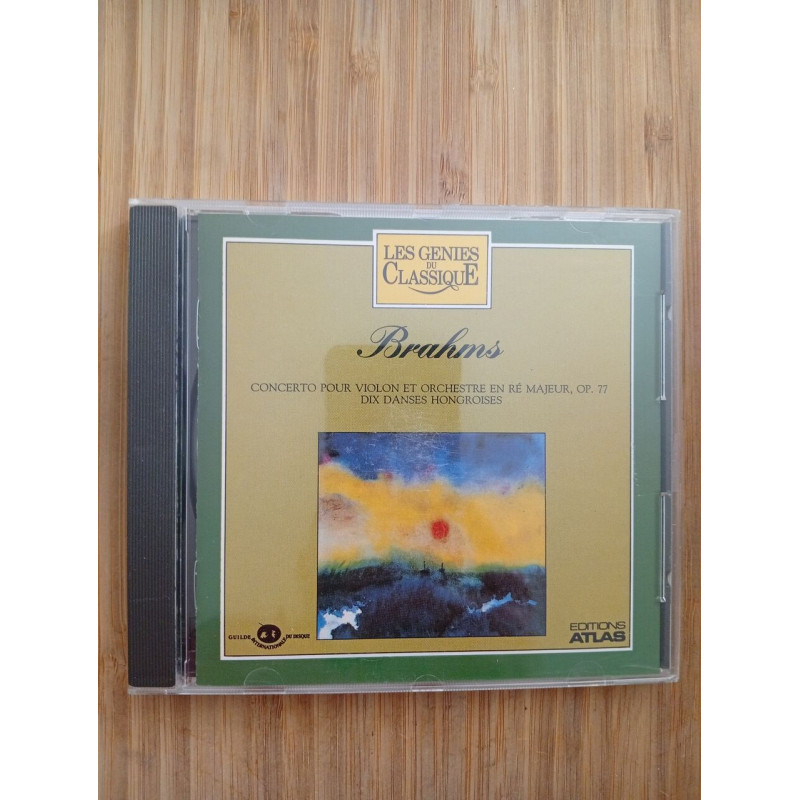 LES GENIES
DU
CLASSIQUE
Brahms
CONCERTO POUR VIOLON ET ORCHESTRE EN RÉ MAJEUR, OP. 77
DIX DANSES HONGROISES
GUILDE INTERNATIONALE DU DISQUE
EDITIONS
ATLAS